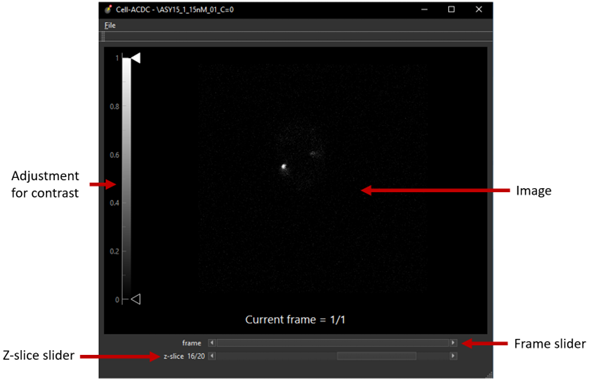 Cell-ACDC - \ASY15_1_15nM_01_C=0
File
1
0.8
0.6
0.4
0.2
0
Adjustment
for contrast
Image
Current frame = 1/1
frame
Frame slider
Z-slice slider
z-slice 16/20